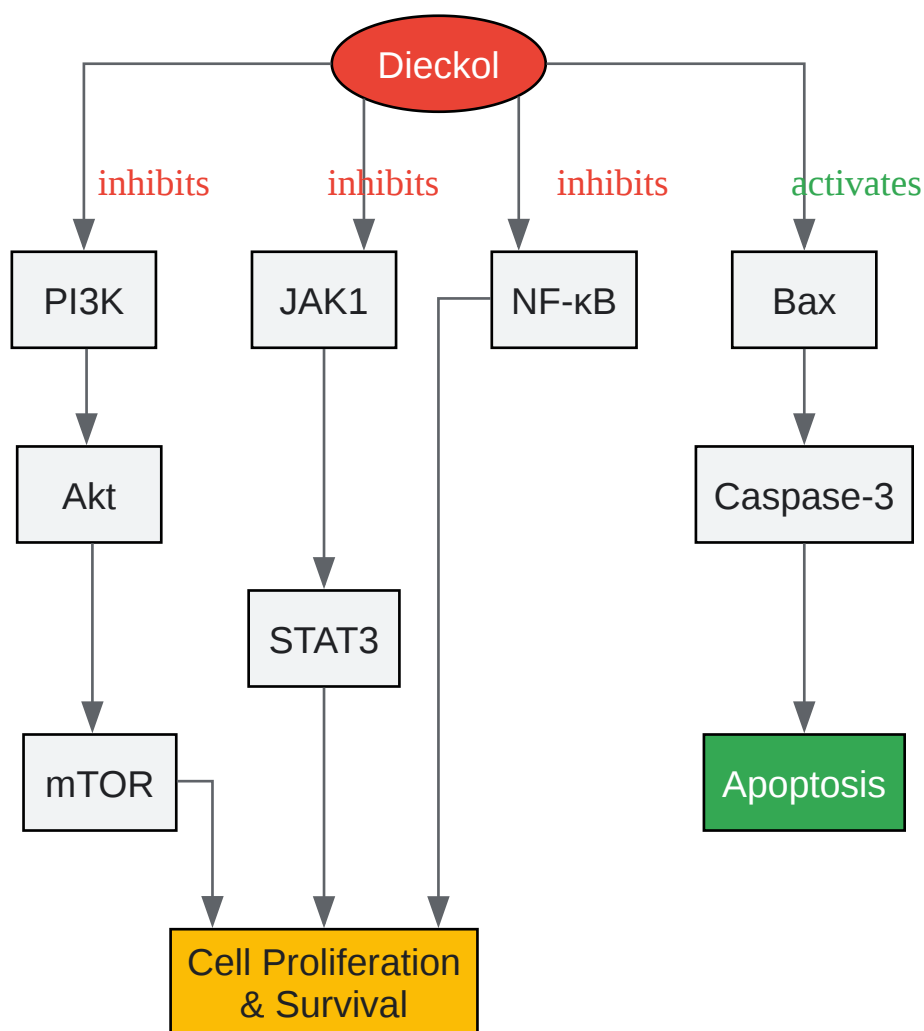 Dieckol
inhibits
inhibits
inhibits
activates
PI3K
JAK1
NF-κB
Bax
Akt
Caspase-3
STAT3
mTOR
Apoptosis
Cell Proliferation
& Survival